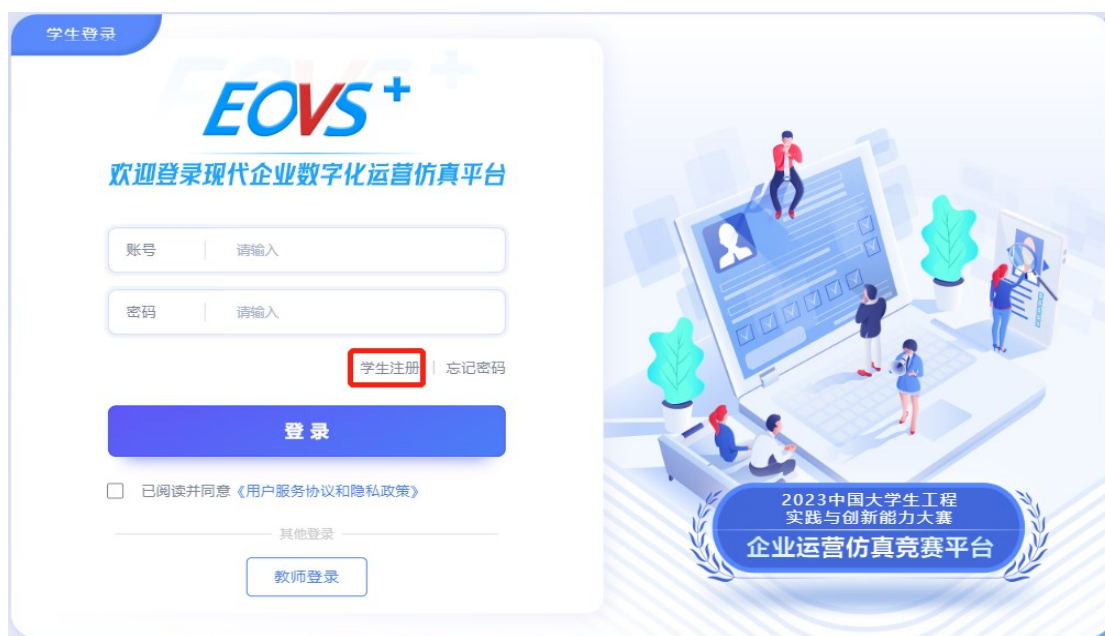 学生登录
EOVS+
欢迎登录现代企业数字化运营仿真平台
账号 请输入
密码 请输入
学生注册 | 忘记密码
登录
已阅读并同意《用户服务协议和隐私政策》
其他登录
教师登录
2023中国大学生工程
实践与创新能力大赛
企业运营仿真竞赛平台